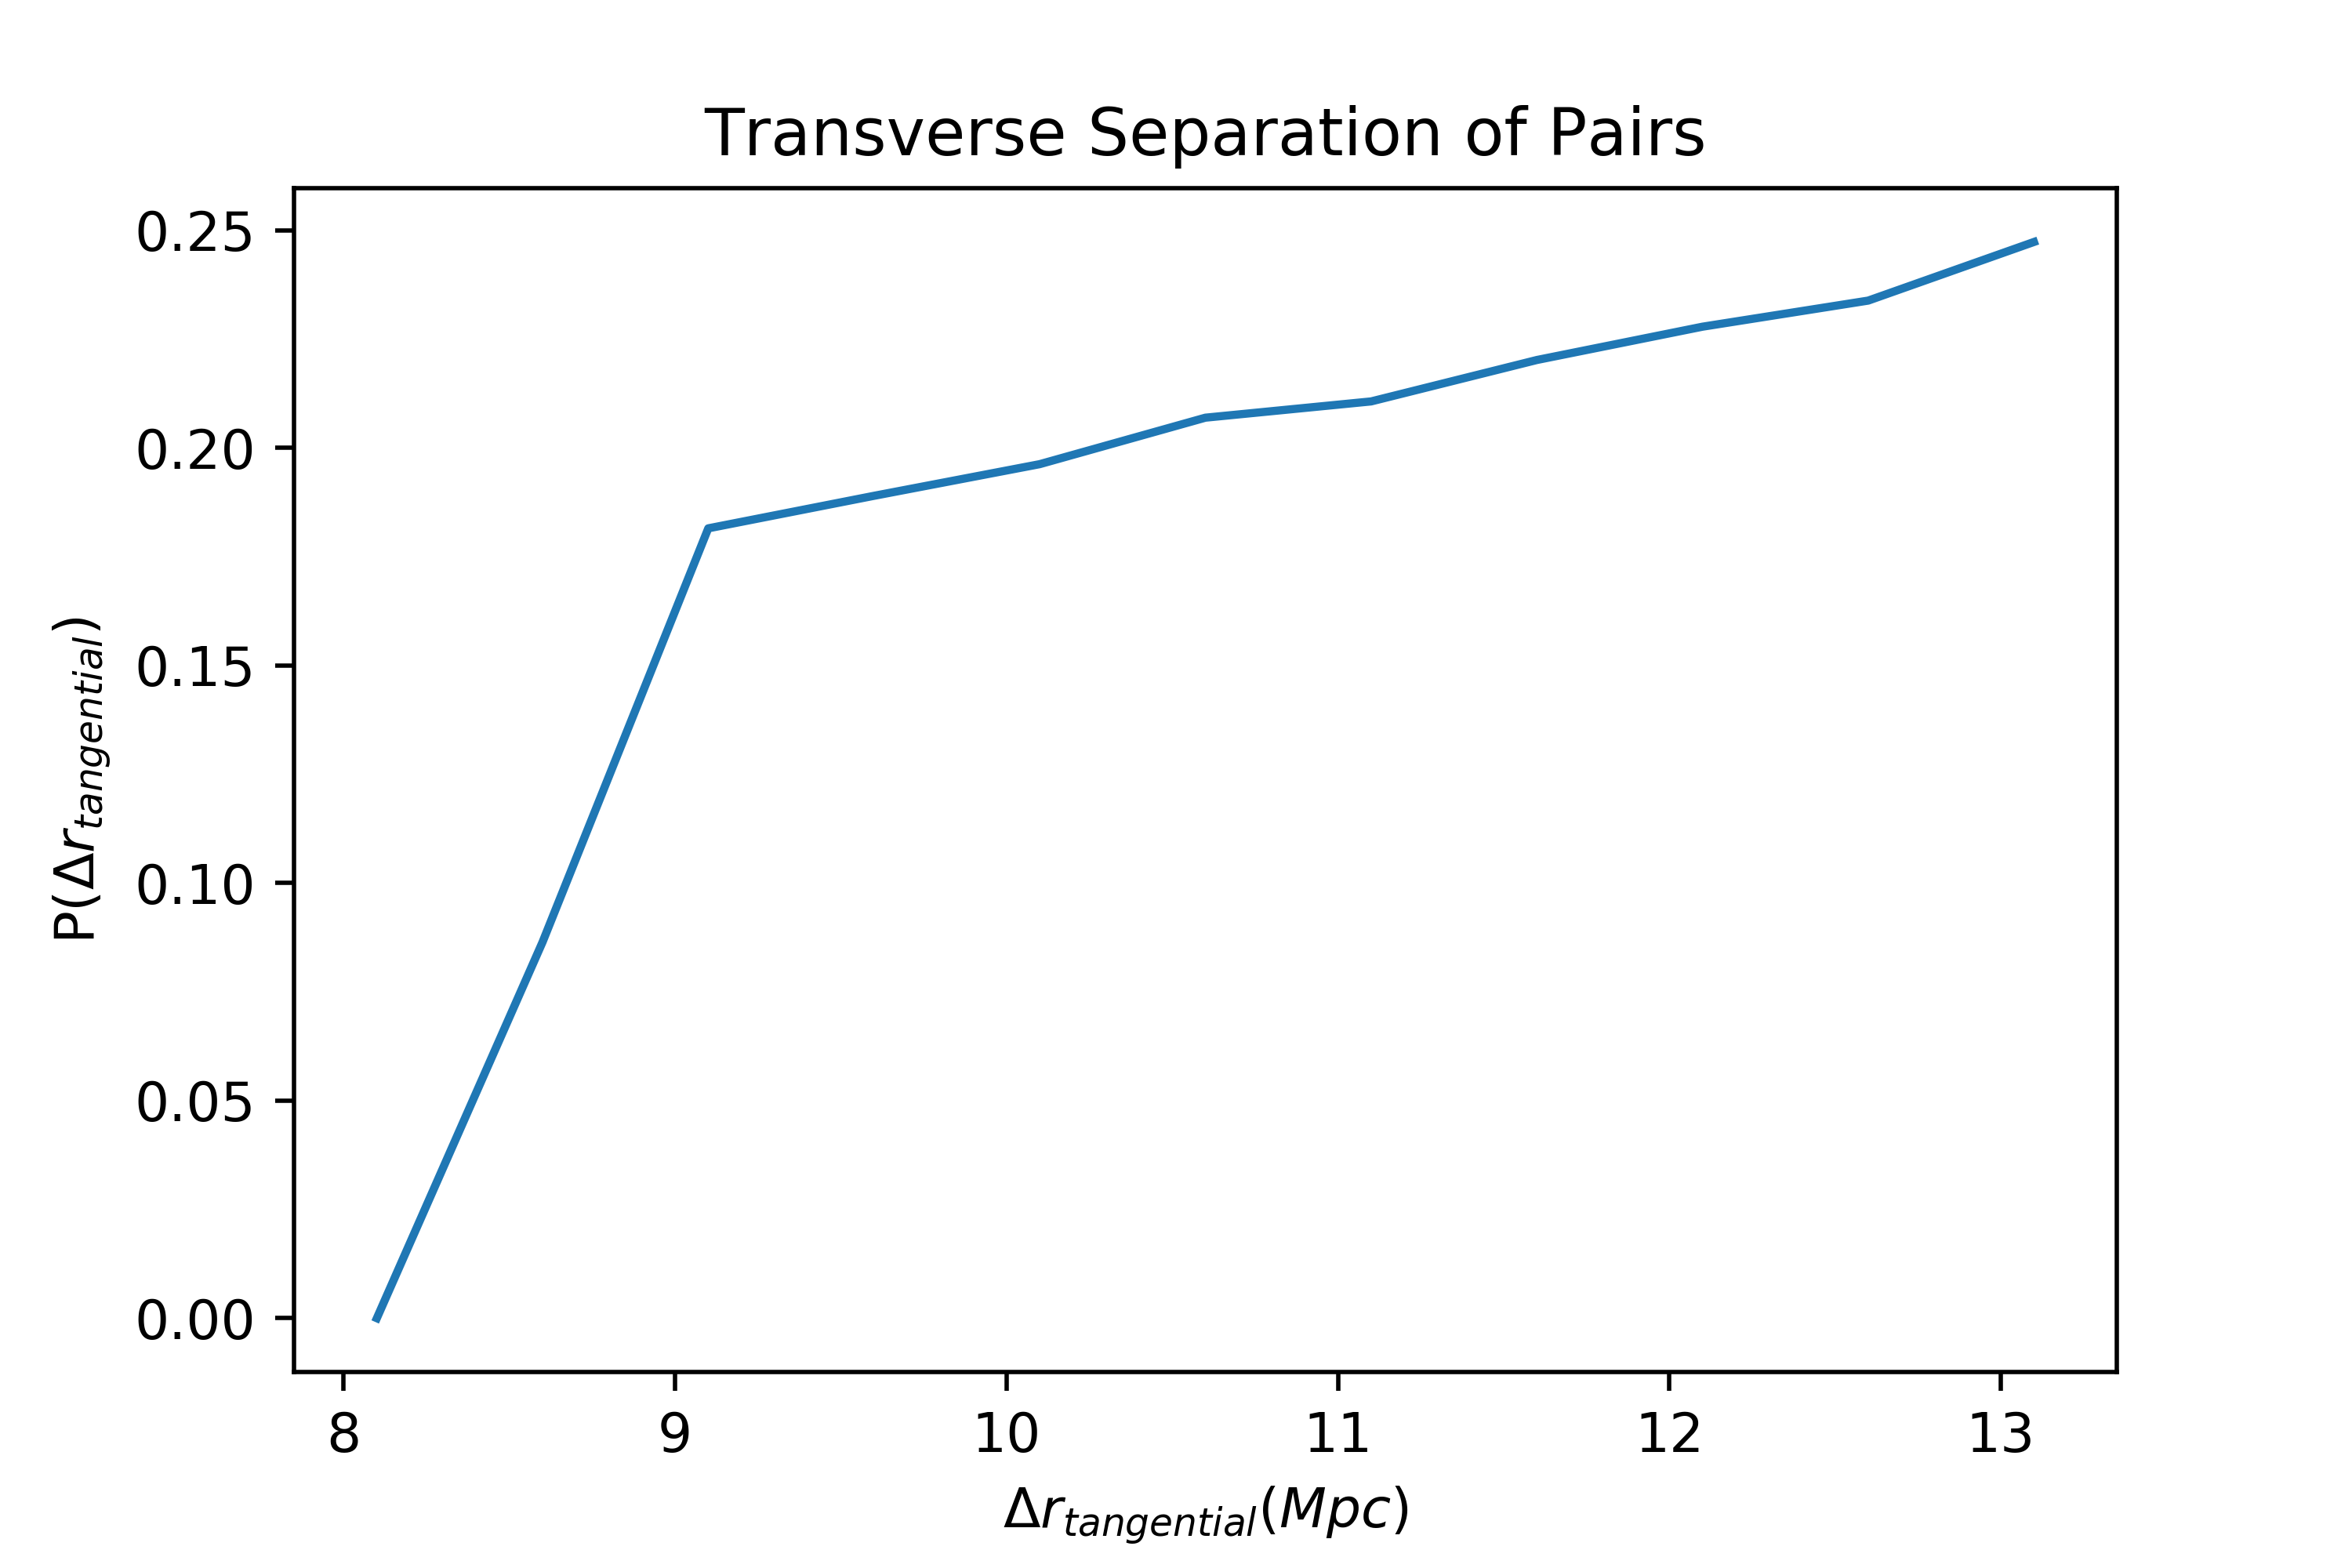 Transverse Separation of Pairs
P(Δr_tangential)
0.25
0.20
0.15
0.10
0.05
0.00
8 9 10 11 12 13
Δr_tangential(Mpc)